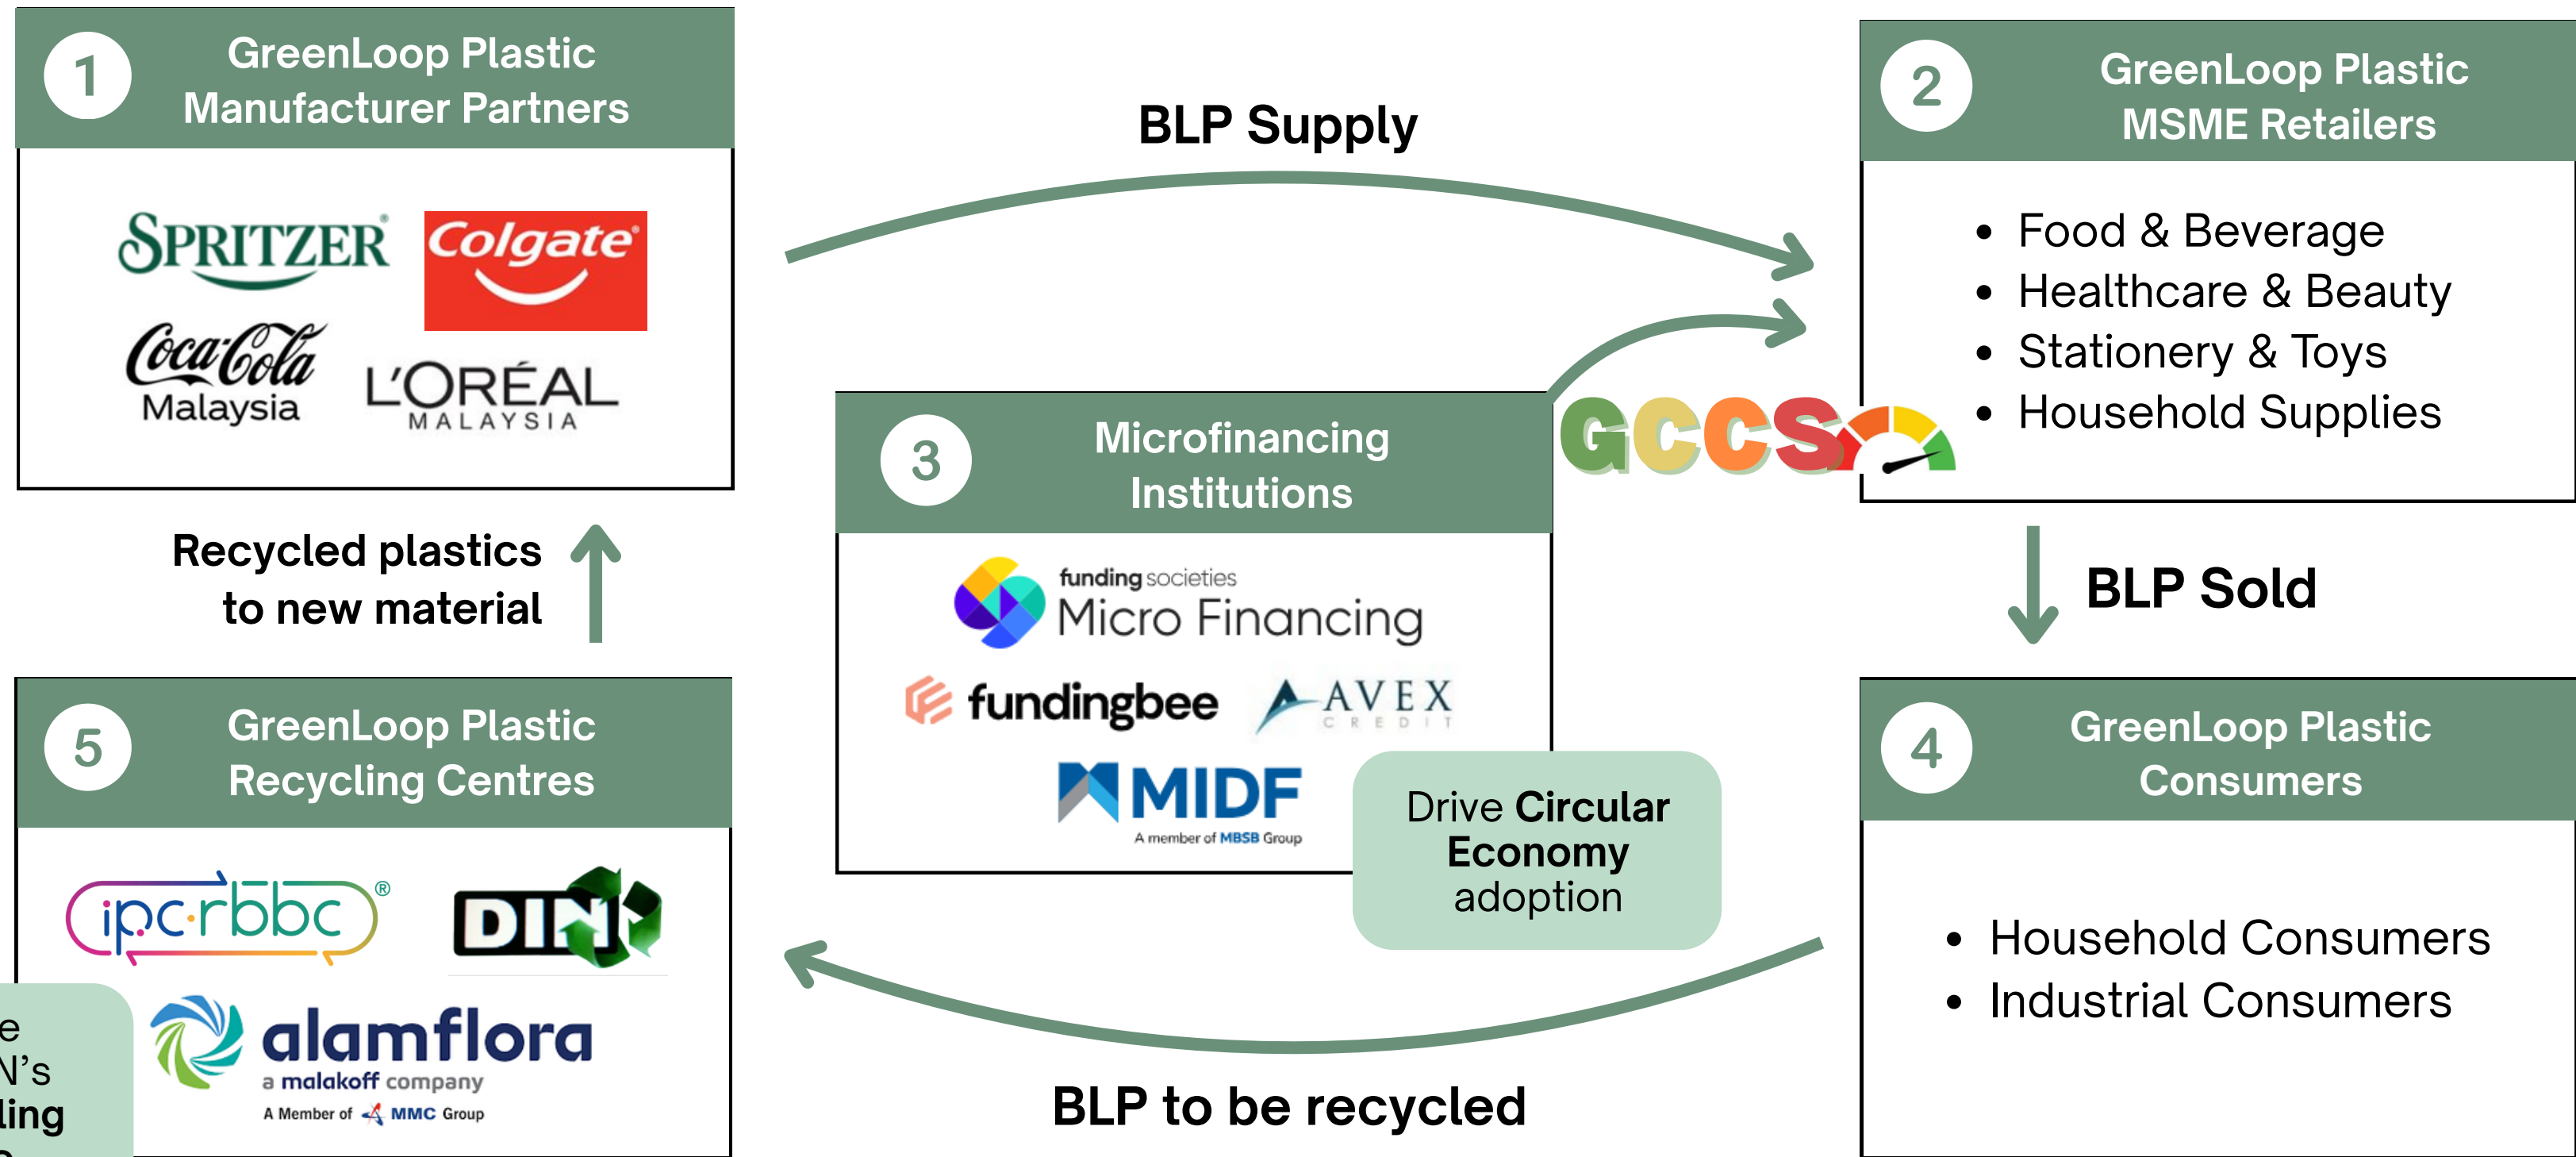 1
GreenLoop Plastic
Manufacturer Partners
SPRITZER®
Colgate®
Coca-Cola
Malaysia
L'ORÉAL
MALAYSIA
BLP Supply
2
GreenLoop Plastic
MSME Retailers
• Food & Beverage
• Healthcare & Beauty
• Stationery & Toys
• Household Supplies
GCCS
3
Microfinancing
Institutions
funding societies
Micro Financing
fundingbee
AVEX
CREDIT
MIDF
A member of MBSB Group
Drive Circular
Economy
adoption
Recycled plastics
to new material
BLP Sold
4
GreenLoop Plastic
Consumers
• Household Consumers
• Industrial Consumers
5
GreenLoop Plastic
Recycling Centres
ipc·rbbc®
DIN
alamflora
a malakoff company
A Member of MMC Group
e
N's
ling
BLP to be recycled